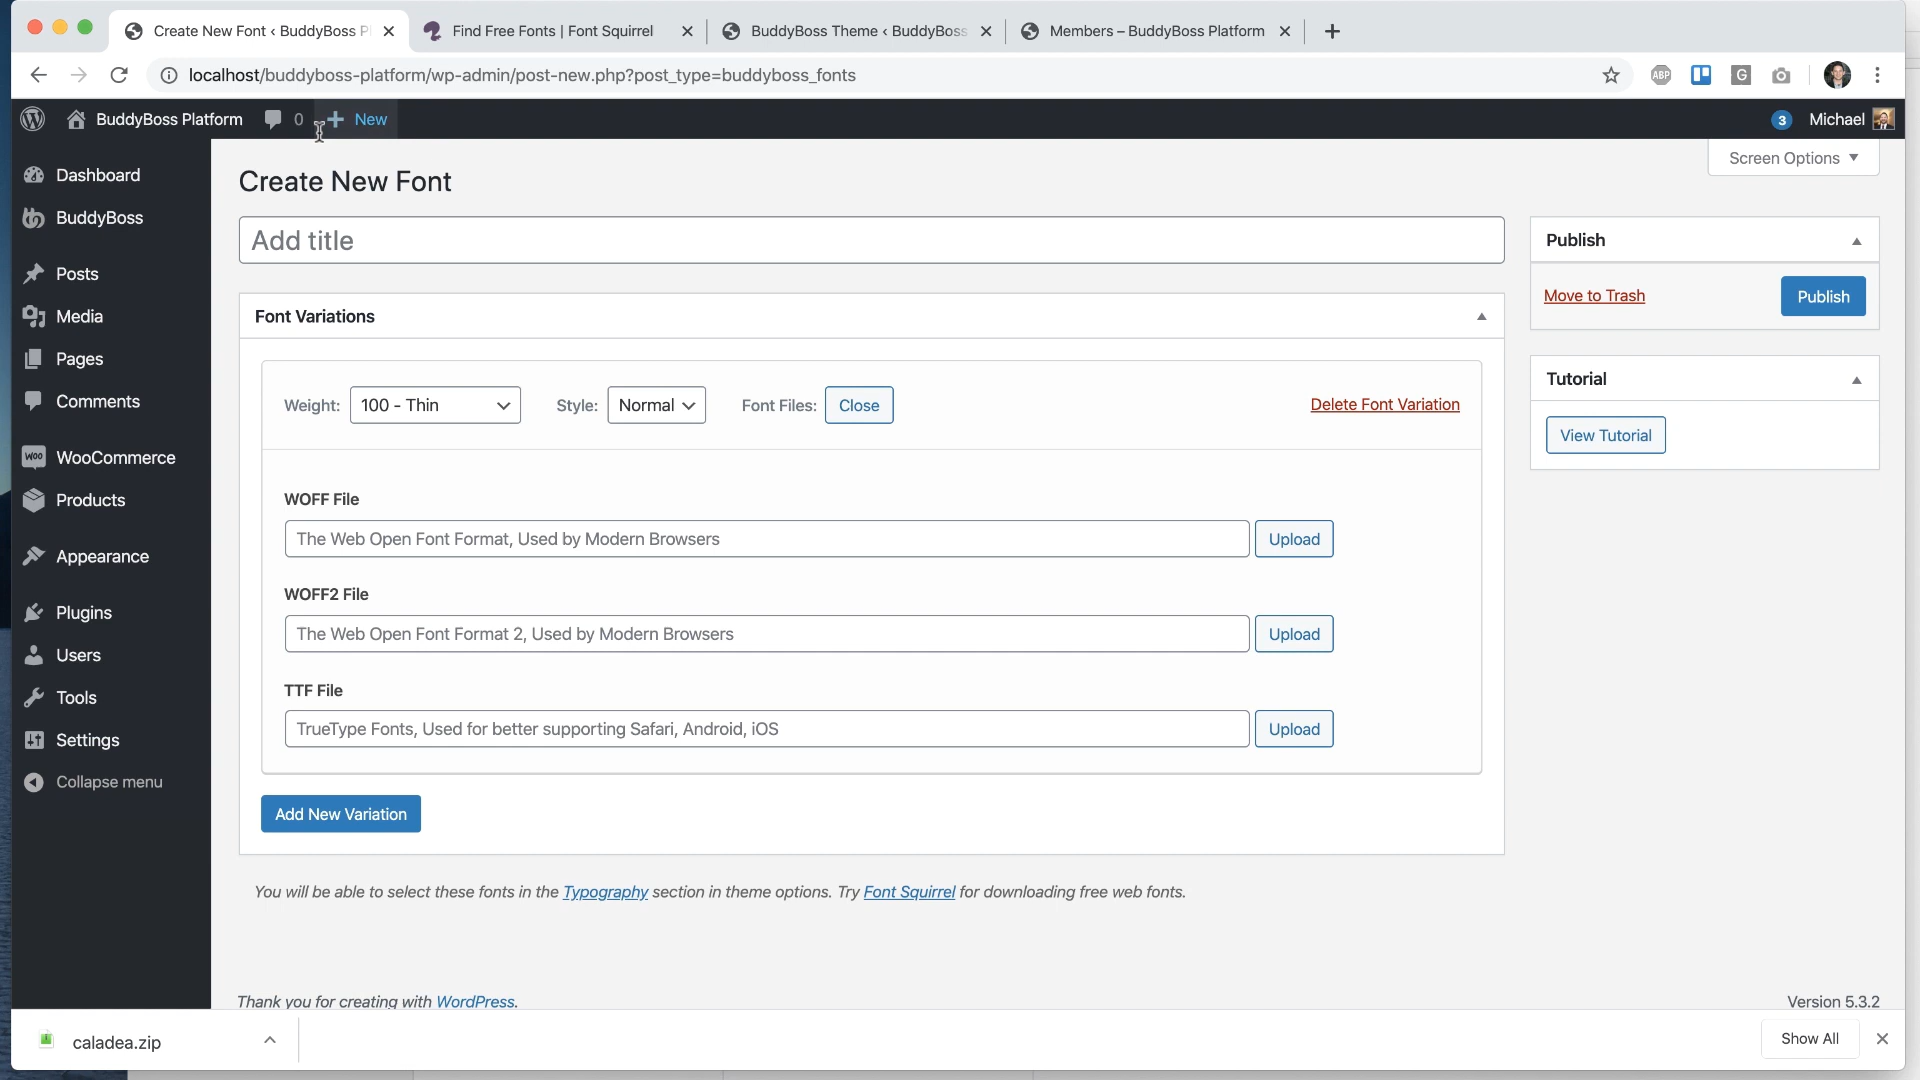 Create New Font ‹ BuddyBoss P
Find Free Fonts | Font Squirrel
BuddyBoss Theme ‹ BuddyBoss
Members – BuddyBoss Platform
localhost/buddyboss-platform/wp-admin/post-new.php?post_type=buddyboss_fonts
ABP
G
BuddyBoss Platform
0
+ New
3
Michael
Dashboard
BuddyBoss
Posts
Media
Pages
Comments
Woo
WooCommerce
Products
Appearance
Plugins
Users
Tools
Settings
Collapse menu
Screen Options
Create New Font
Add title
Font Variations
Weight:
100 - Thin
Style:
Normal
Font Files:
Close
Delete Font Variation
WOFF File
The Web Open Font Format, Used by Modern Browsers
Upload
WOFF2 File
The Web Open Font Format 2, Used by Modern Browsers
Upload
TTF File
TrueType Fonts, Used for better supporting Safari, Android, iOS
Upload
Add New Variation
You will be able to select these fonts in the Typography section in theme options. Try Font Squirrel for downloading free web fonts.
Publish
Move to Trash
Publish
Tutorial
View Tutorial
Thank you for creating with WordPress.
Version 5.3.2
caladea.zip
Show All